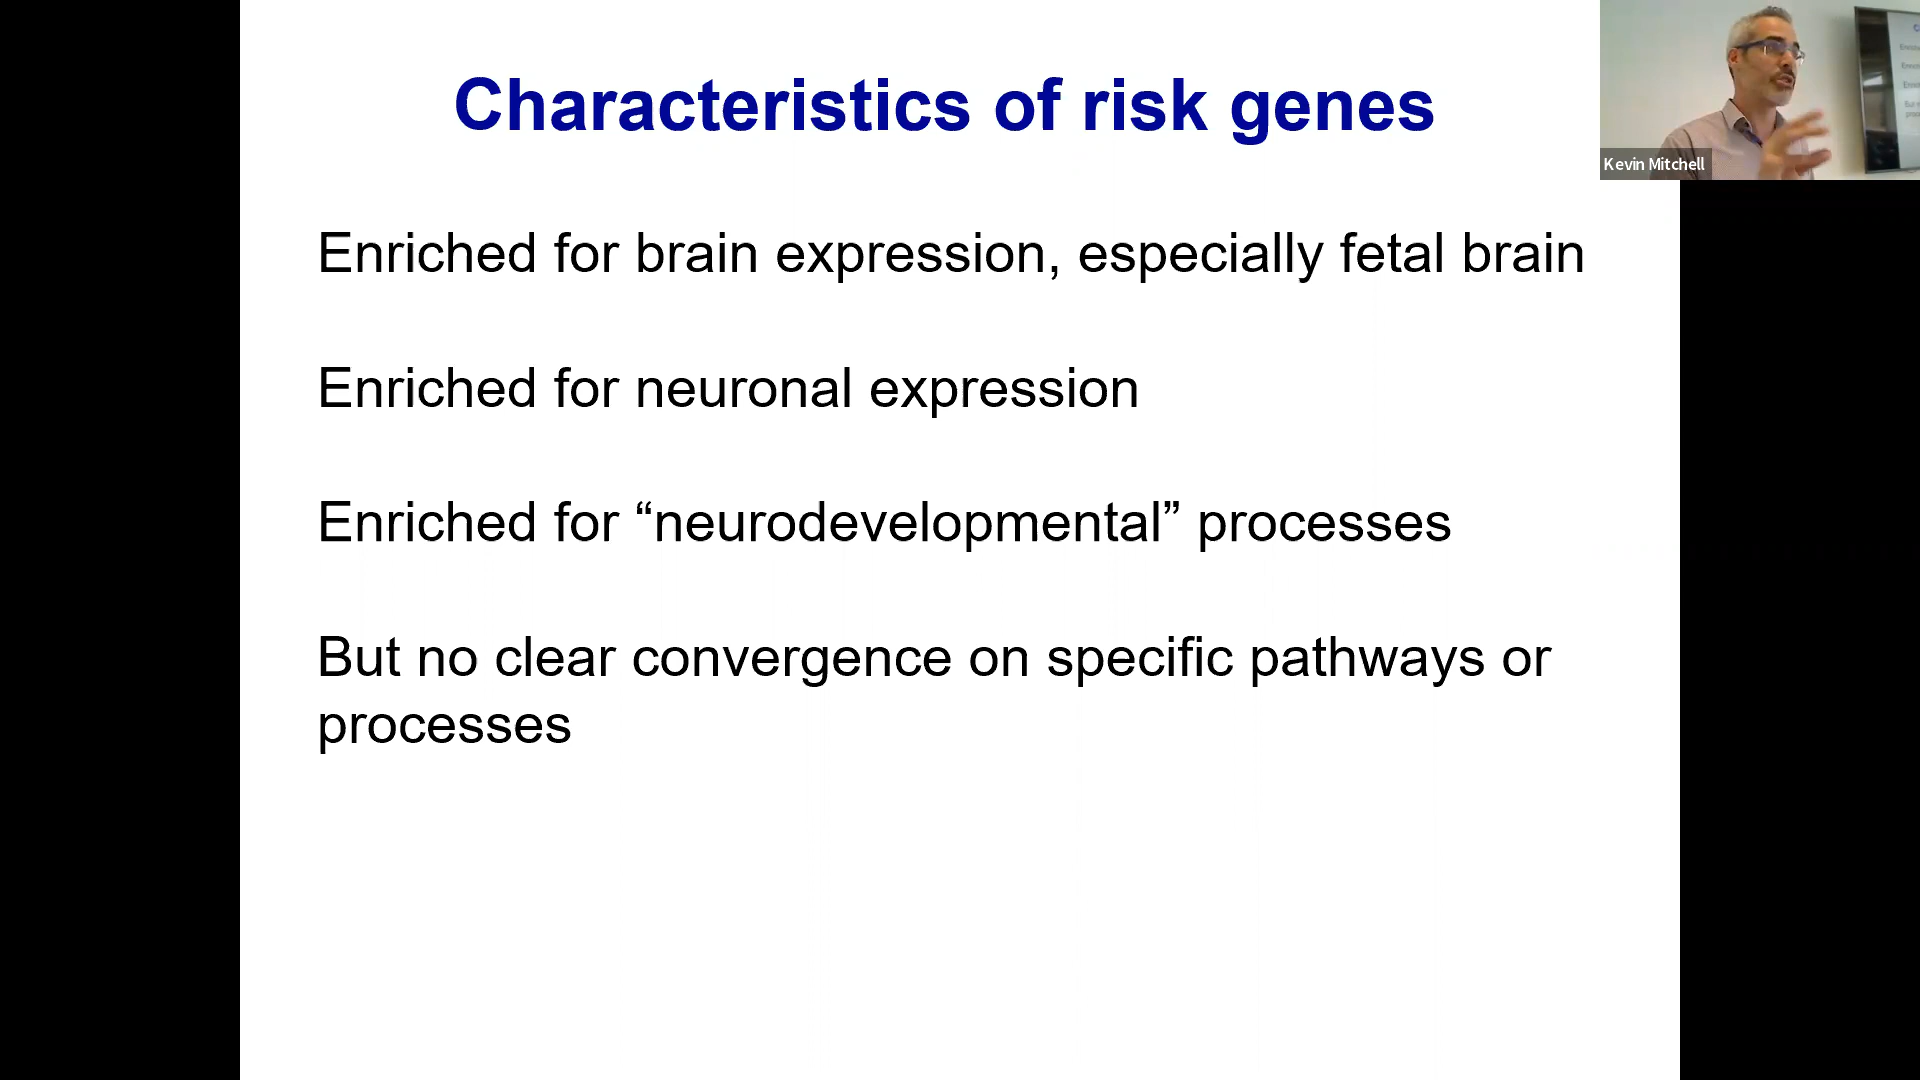 Characteristics of risk genes
Enriched for brain expression, especially fetal brain
Enriched for neuronal expression
Enriched for “neurodevelopmental” processes
But no clear convergence on specific pathways or
processes
Kevin Mitchell